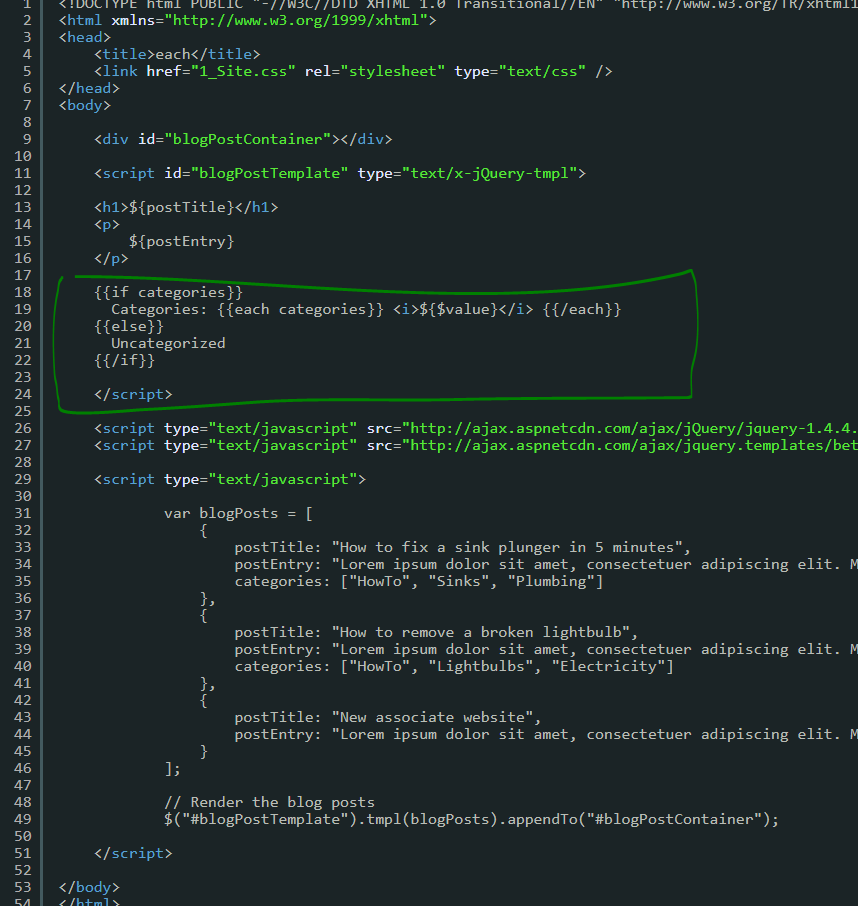 1 <!DOCTYPE html PUBLIC "-//W3C//DTD XHTML 1.0 Transitional//EN" "http://www.w3.org/TR/xhtml1
2 <html xmlns="http://www.w3.org/1999/xhtml">
3 <head>
4 <title>each</title>
5 <link href="1_Site.css" rel="stylesheet" type="text/css" />
6 </head>
7 <body>
8
9 <div id="blogPostContainer"></div>
10
11 <script id="blogPostTemplate" type="text/x-jQuery-tmpl">
12
13 <h1>${postTitle}</h1>
14 <p>
15 ${postEntry}
16 </p>
17
18 {{if categories}}
19 Categories: {{each categories}} <i>${$value}</i> {{/each}}
20 {{else}}
21 Uncategorized
22 {{/if}}
23
24 </script>
25
26 <script type="text/javascript" src="http://ajax.aspnetcdn.com/ajax/jQuery/jquery-1.4.4.
27 <script type="text/javascript" src="http://ajax.aspnetcdn.com/ajax/jquery.templates/bet
28
29 <script type="text/javascript">
30
31 var blogPosts = [
32 {
33 postTitle: "How to fix a sink plunger in 5 minutes",
34 postEntry: "Lorem ipsum dolor sit amet, consectetuer adipiscing elit. M
35 categories: ["HowTo", "Sinks", "Plumbing"]
36 },
37 {
38 postTitle: "How to remove a broken lightbulb",
39 postEntry: "Lorem ipsum dolor sit amet, consectetuer adipiscing elit. M
40 categories: ["HowTo", "Lightbulbs", "Electricity"]
41 },
42 {
43 postTitle: "New associate website",
44 postEntry: "Lorem ipsum dolor sit amet, consectetuer adipiscing elit. M
45 }
46 ];
47
48 // Render the blog posts
49 $("#blogPostTemplate").tmpl(blogPosts).appendTo("#blogPostContainer");
50
51 </script>
52
53 </body>
54 </html>